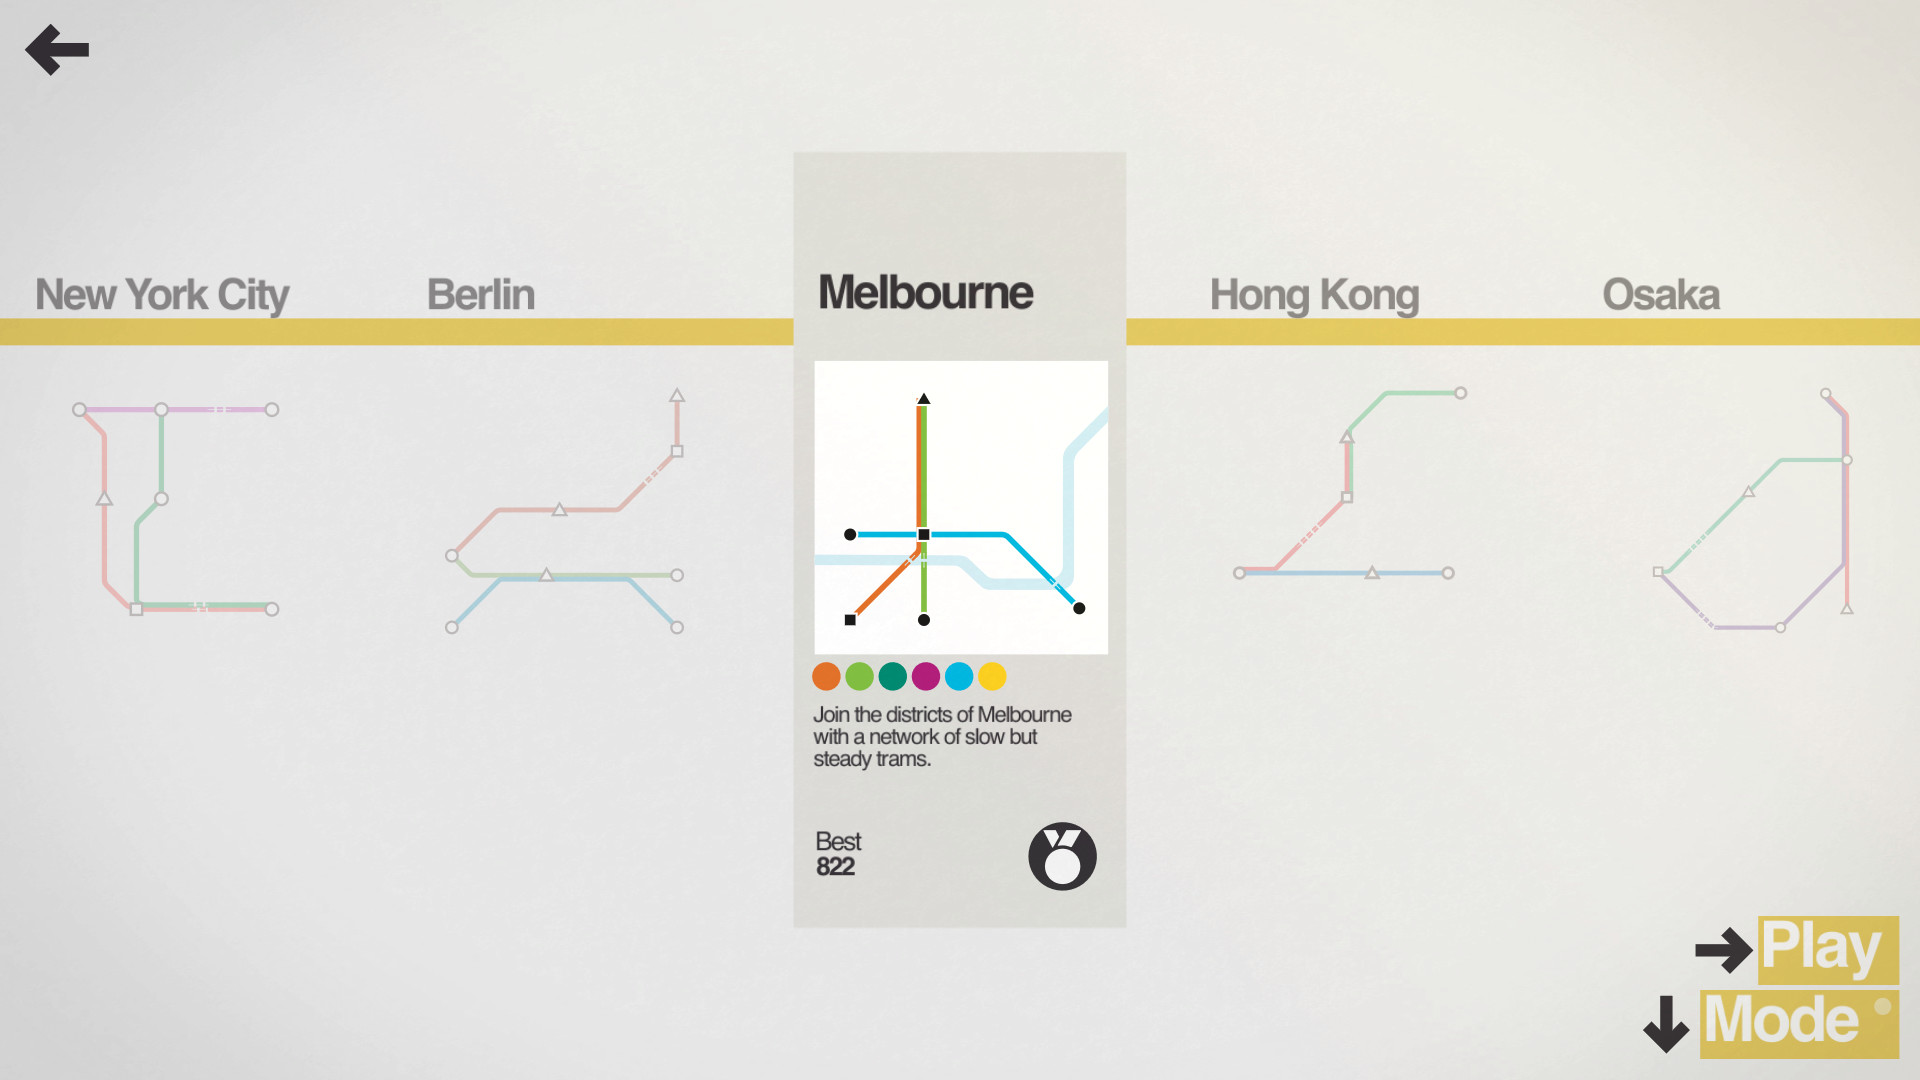 New York City
Berlin
Melbourne
Hong Kong
Osaka
Join the districts of Melbourne
with a network of slow but
steady trams.
Best
822
Play
Mode